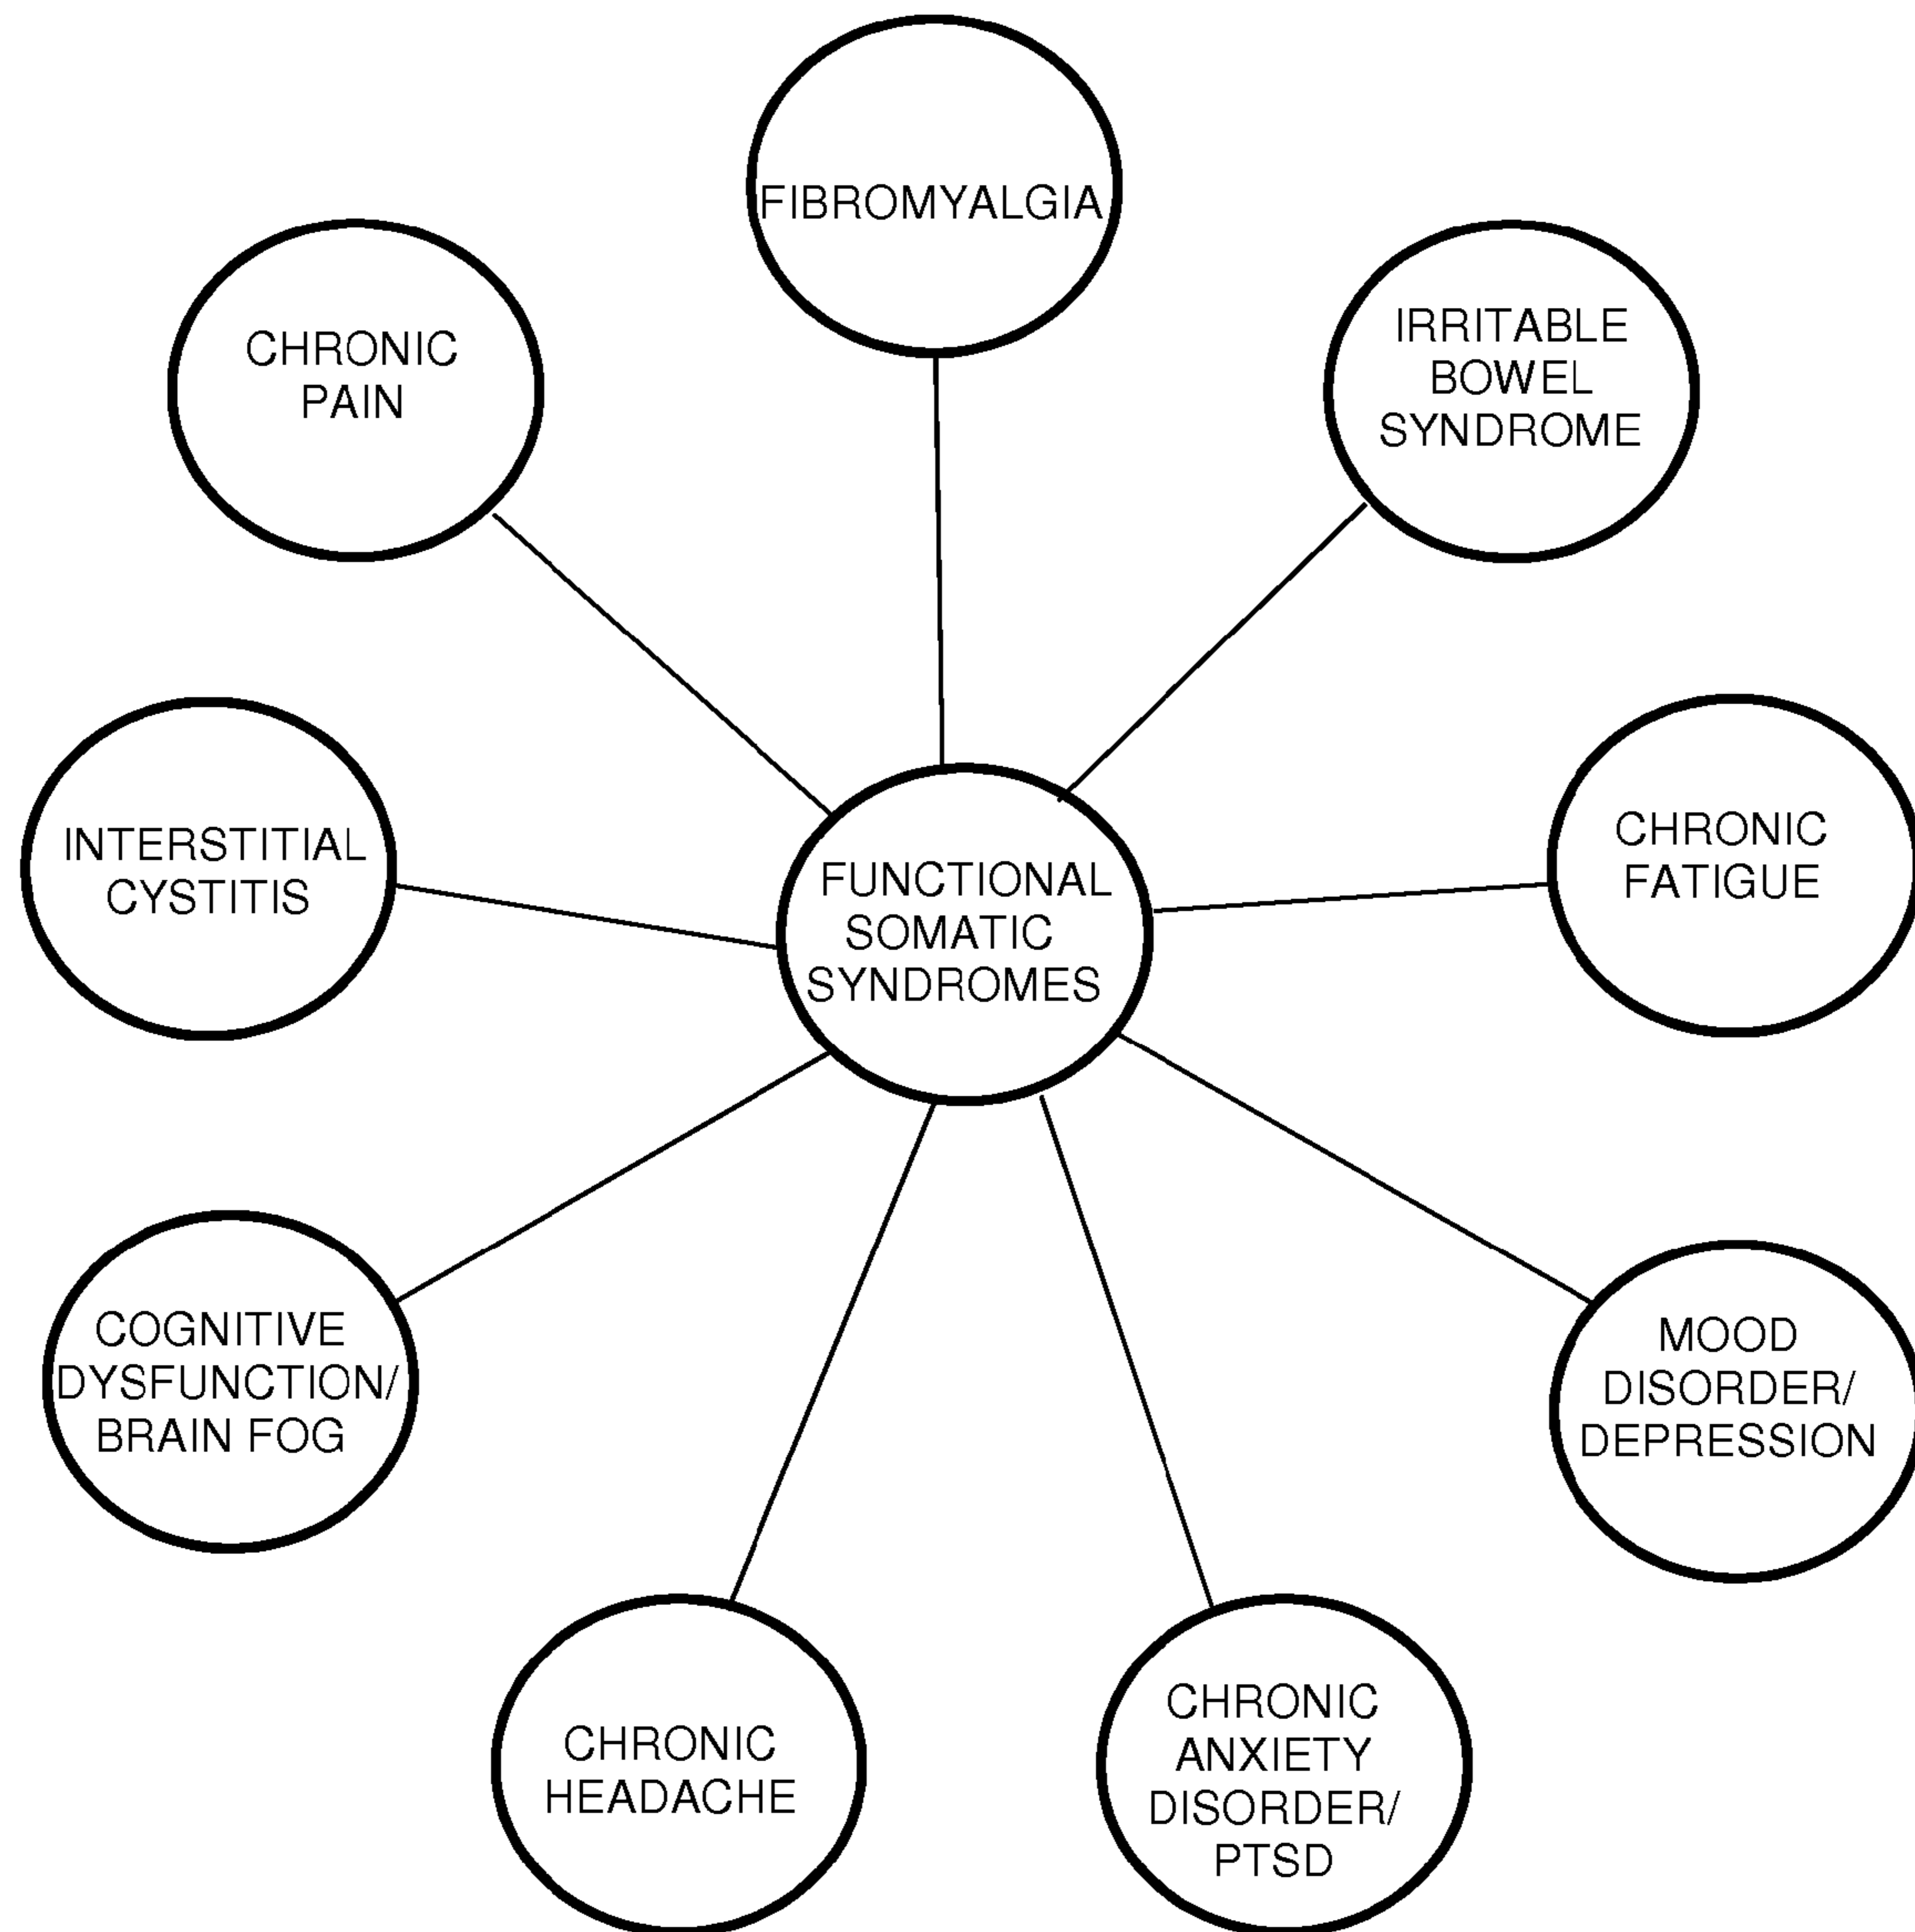 FIBROMYALGIA
CHRONIC
PAIN
IRRITABLE
BOWEL
SYNDROME
INTERSTITIAL
CYSTITIS
FUNCTIONAL
SOMATIC
SYNDROMES
CHRONIC
FATIGUE
COGNITIVE
DYSFUNCTION/
BRAIN FOG
MOOD
DISORDER/
DEPRESSION
CHRONIC
HEADACHE
CHRONIC
ANXIETY
DISORDER/
PTSD